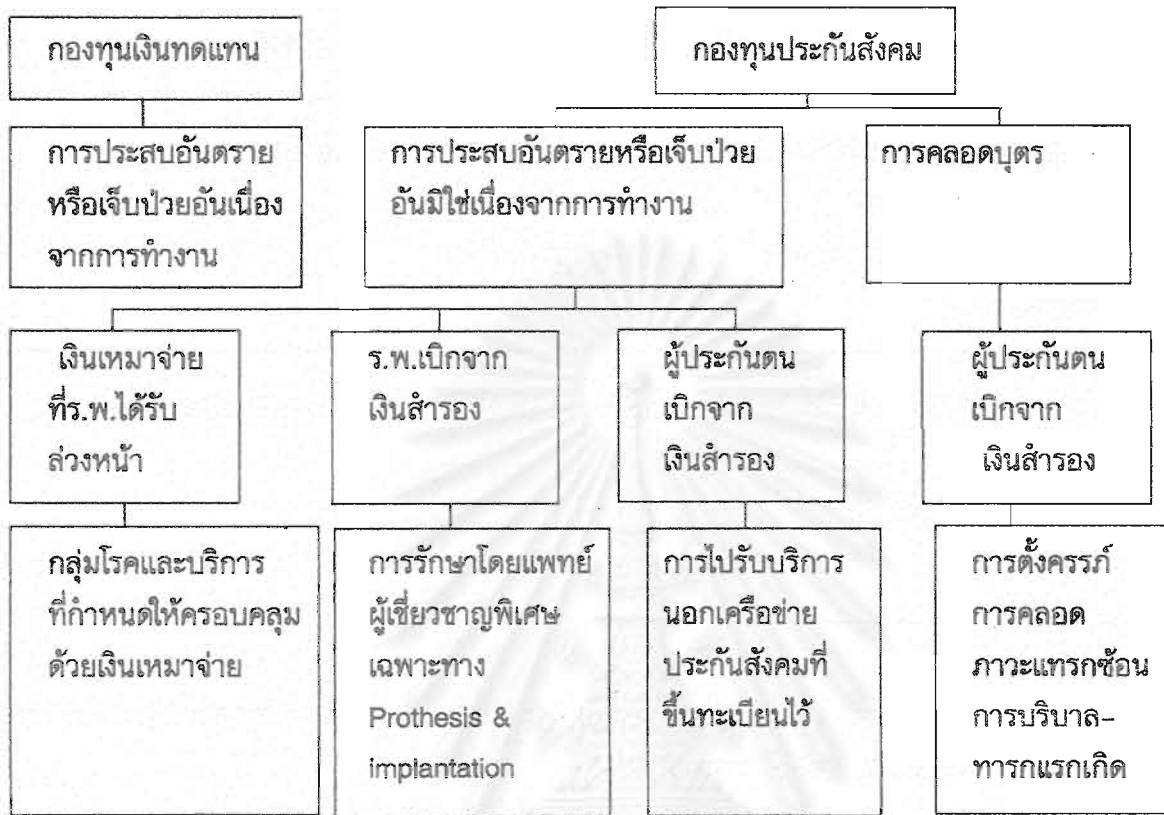 กองทุนเงินทดแทน
กองทุนประกันสังคม
การประสบอันตราย
หรือเจ็บป่วยอันเนื่อง
จากการทำงาน
การประสบอันตรายหรือเจ็บป่วย
อันมิใช่เนื่องจากการทำงาน
การคลอดบุตร
เงินเหมาจ่าย
ที่ร.พ.ได้รับ
ล่วงหน้า
ร.พ.เบิกจาก
เงินสำรอง
ผู้ประกันตน
เบิกจาก
เงินสำรอง
ผู้ประกันตน
เบิกจาก
เงินสำรอง
กลุ่มโรคและบริการ
ที่กำหนดให้ครอบคลุม
ด้วยเงินเหมาจ่าย
การรักษาโดยแพทย์
ผู้เชี่ยวชาญพิเศษ
เฉพาะทาง
Prothesis &
implantation
การไปรับบริการ
นอกเครือข่าย
ประกันสังคมที่
ขึ้นทะเบียนไว้
การตั้งครรภ์
การคลอด
ภาวะแทรกซ้อน
การบริบาล-
ทารกแรกเกิด